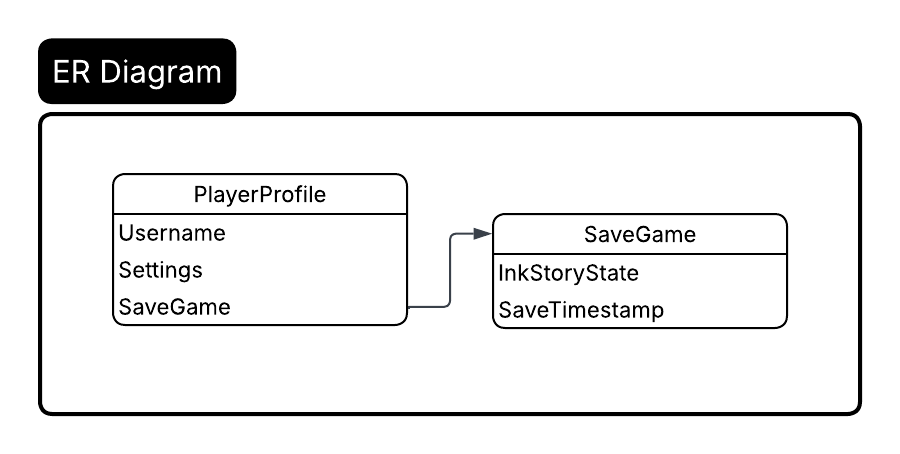 ER Diagram
PlayerProfile
Username
Settings
SaveGame
SaveGame
InkStoryState
SaveTimestamp